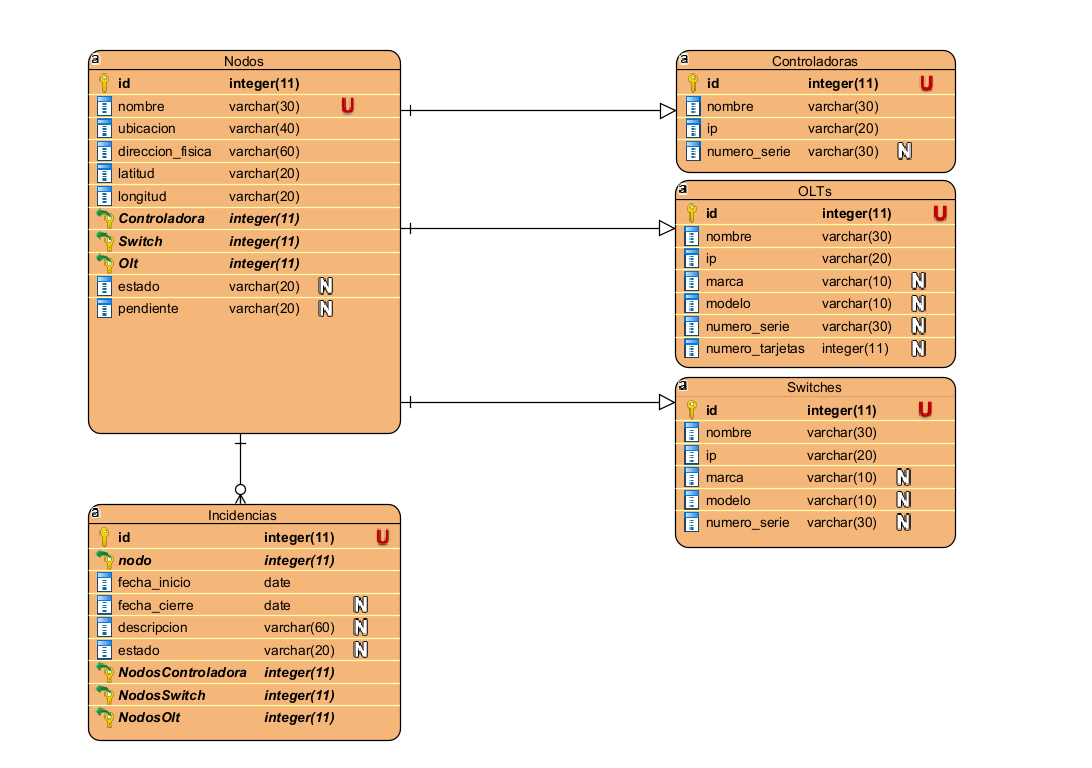 a
Nodos
id integer(11)
nombre varchar(30) U
ubicacion varchar(40)
direccion_fisica varchar(60)
latitud varchar(20)
longitud varchar(20)
Controladora integer(11)
Switch integer(11)
Olt integer(11)
estado varchar(20) N
pendiente varchar(20) N
a
Controladoras
id integer(11) U
nombre varchar(30)
ip varchar(20)
numero_serie varchar(30) N
a
OLTs
id integer(11) U
nombre varchar(30)
ip varchar(20)
marca varchar(10) N
modelo varchar(10) N
numero_serie varchar(30) N
numero_tarjetas integer(11) N
a
Switches
id integer(11) U
nombre varchar(30)
ip varchar(20)
marca varchar(10) N
modelo varchar(10) N
numero_serie varchar(30) N
a
Incidencias
id integer(11) U
nodo integer(11)
fecha_inicio date
fecha_cierre date N
descripcion varchar(60) N
estado varchar(20) N
NodosControladora integer(11)
NodosSwitch integer(11)
NodosOlt integer(11)